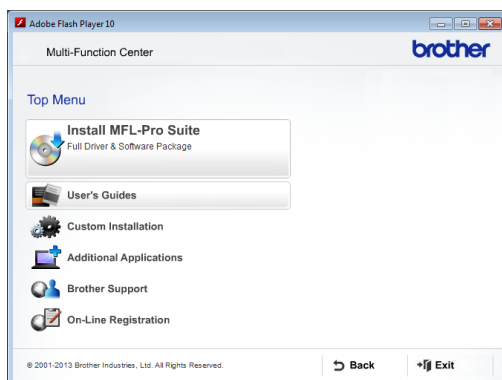 Adobe Flash Player 10
Multi-Function Center
brother
Top Menu
Install MFL-Pro Suite
Full Driver & Software Package
User's Guides
Custom Installation
Additional Applications
Brother Support
On-Line Registration
© 2001-2013 Brother Industries, Ltd. All Rights Reserved.
Back
Exit